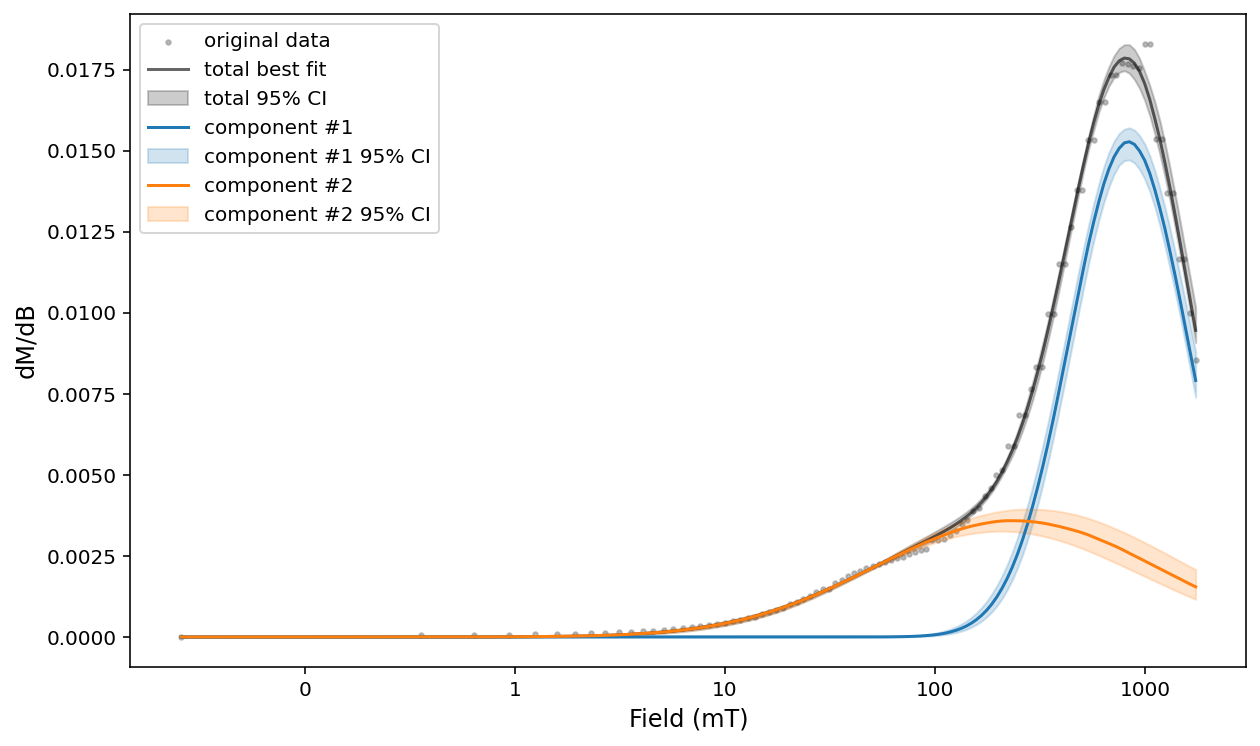 original data
total best fit
total 95% CI
component #1
component #1 95% CI
component #2
component #2 95% CI
0.0175
0.0150
0.0125
0.0100
0.0075
0.0050
0.0025
0.0000
dM/dB
0 1 10 100 1000
Field (mT)